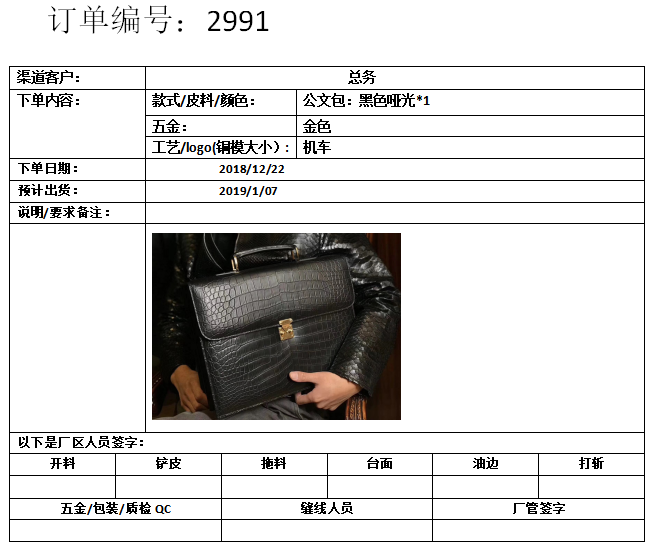 订单编号：2991
渠道客户： 总务
下单内容： 款式/皮料/颜色： 公文包：黑色哑光*1
五金： 金色
工艺/logo(铜模大小）： 机车
下单日期： 2018/12/22
预计出货： 2019/1/07
说明/要求备注：
以下是厂区人员签字：
开料 铲皮 拖料 台面 油边 打斩
五金/包装/质检 QC 缝线人员 厂管签字